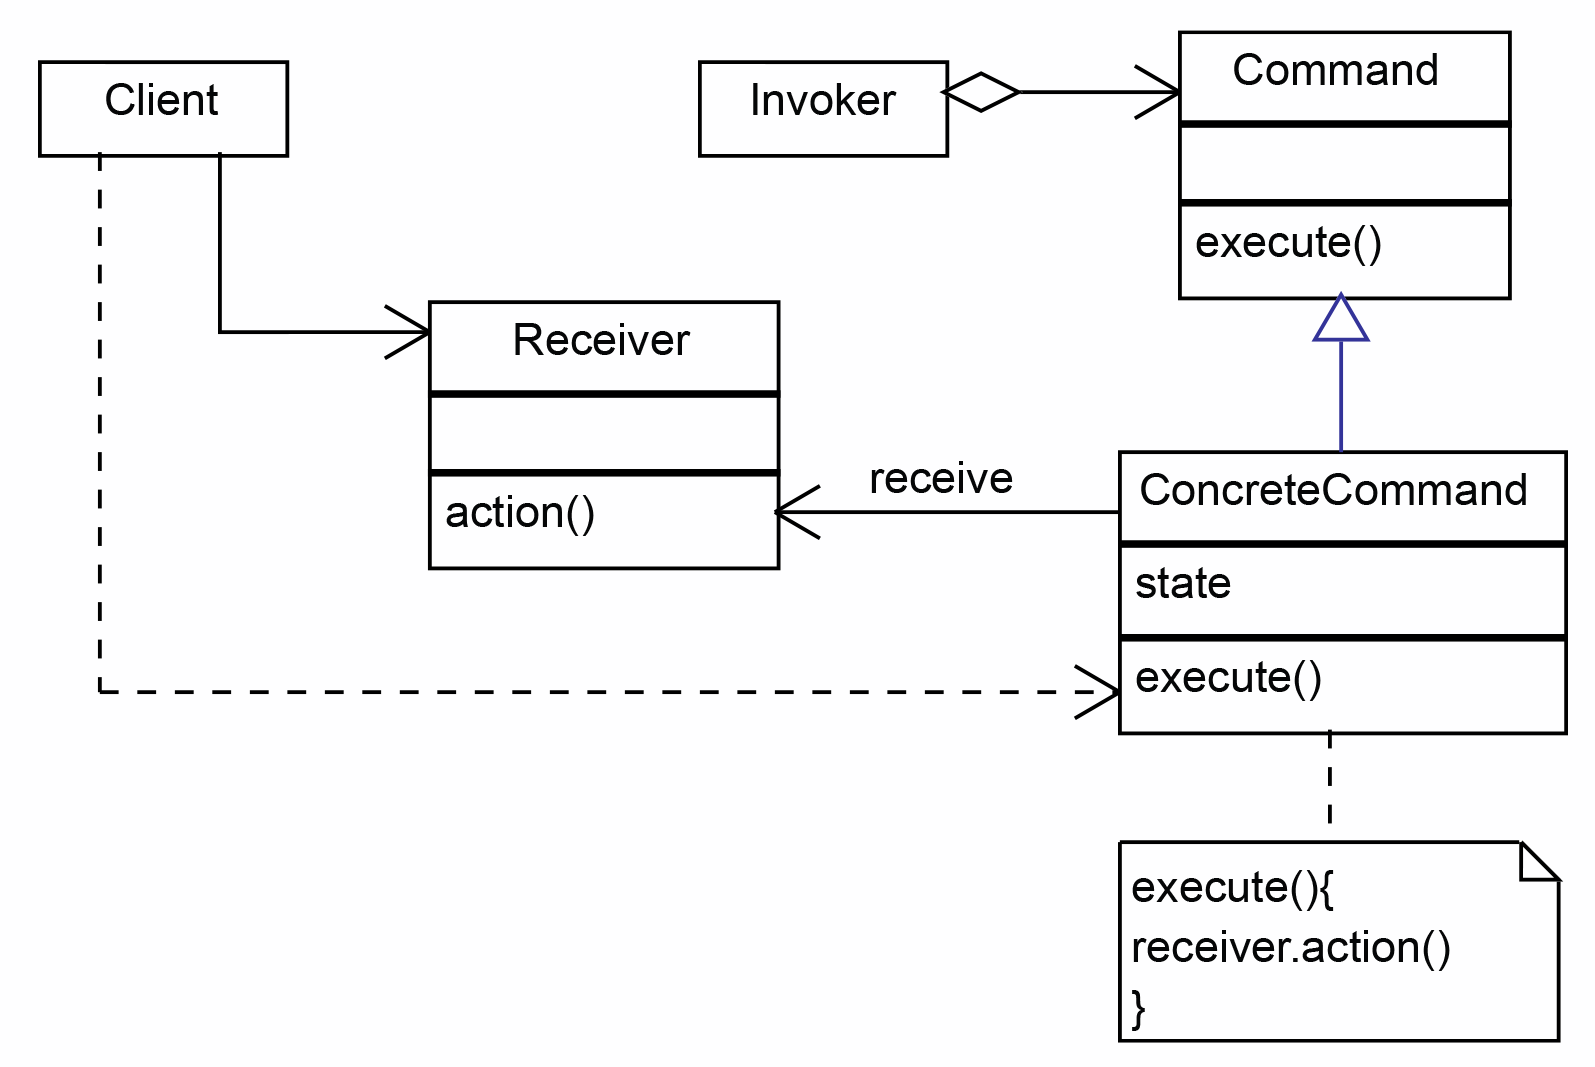 Client
Invoker
Command
execute()
Receiver
action()
receive
ConcreteCommand
state
execute()
execute(){
receiver.action()
}